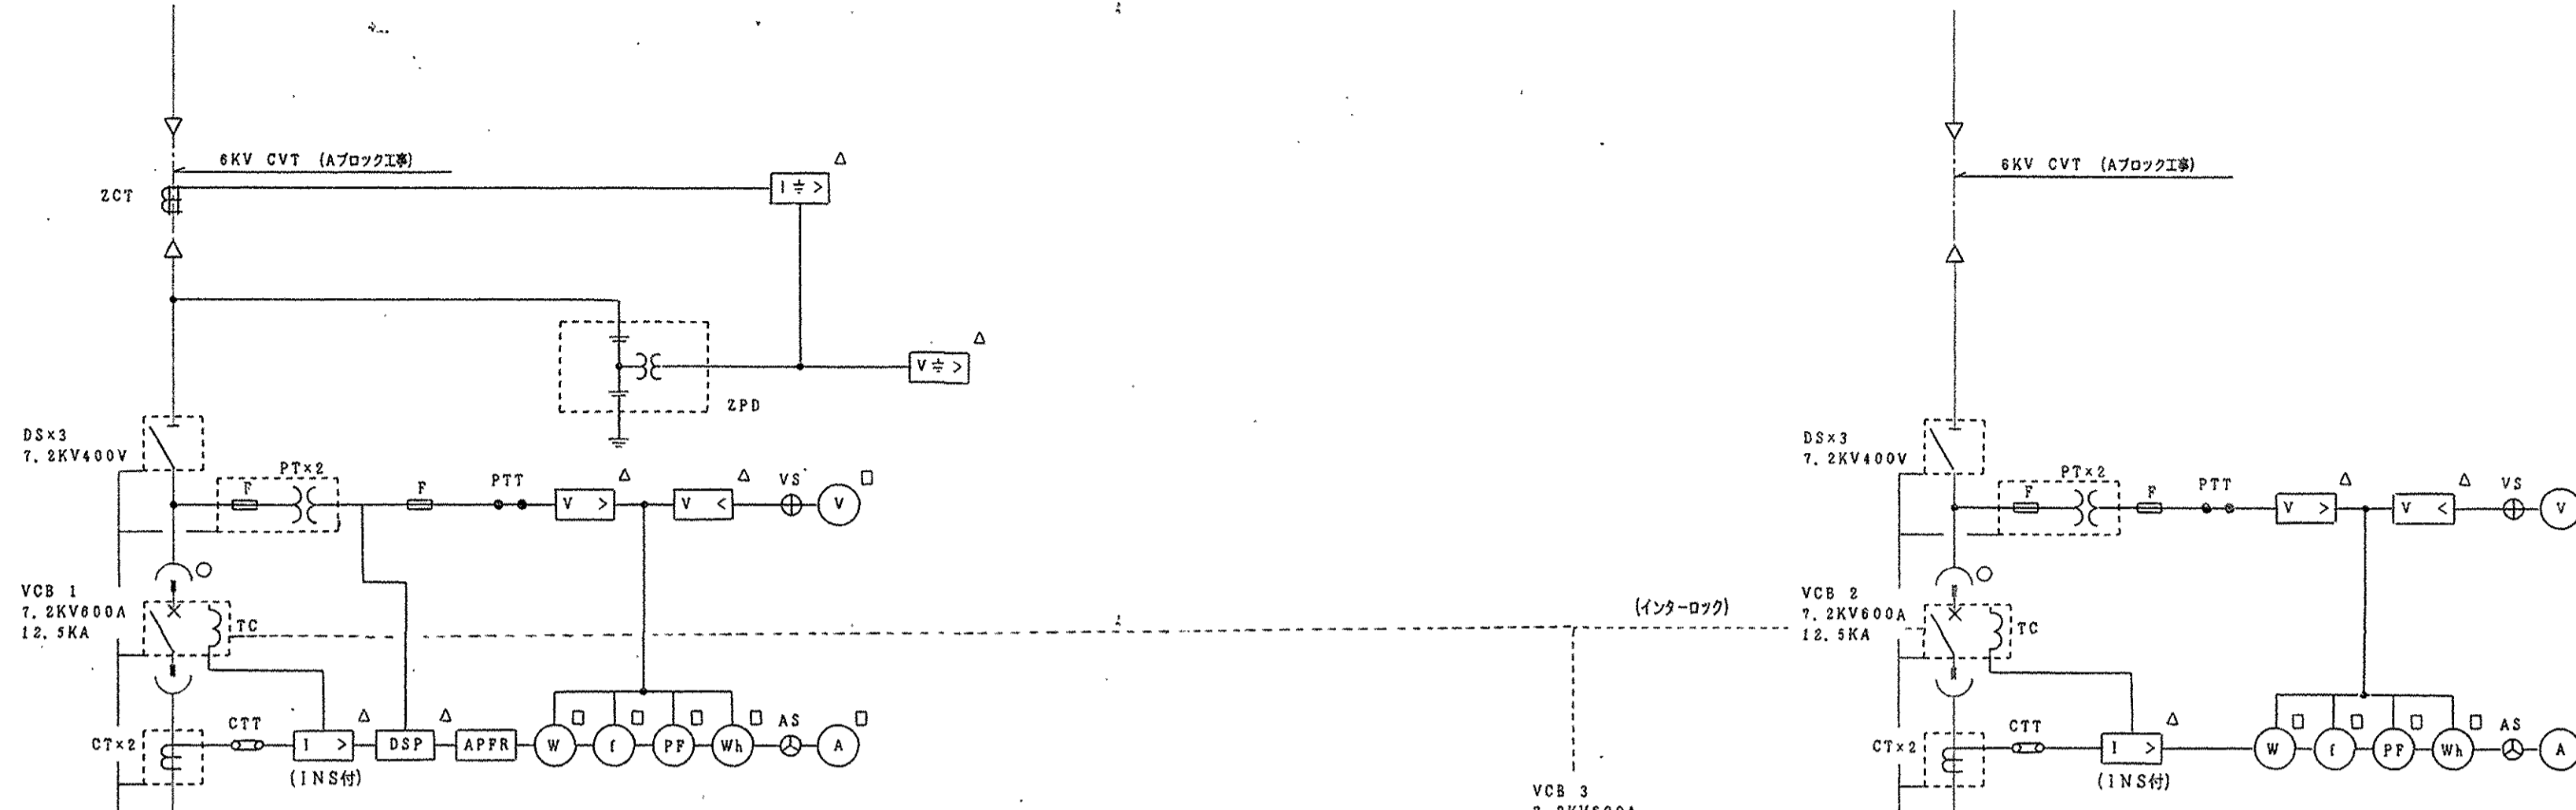 6KV CVT (Aブロック工事)
ZCT
I >
V >
ZPD
DS×3
7.2KV400V
PT×2
F
F
PTT
V >
V <
VS
V
VCB 1
7.2KV600A
12.5KA
TC
CT×2
CTT
I >
(INS付)
DSP
APFR
W
f
PF
Wh
AS
A
(インターロック)
VCB 3
6KV CVT (Aブロック工事)
DS×3
7.2KV400V
PT×2
F
F
PTT
V >
V <
VS
V
VCB 2
7.2KV600A
12.5KA
TC
CT×2
CTT
I >
(INS付)
W
f
PF
Wh
AS
A